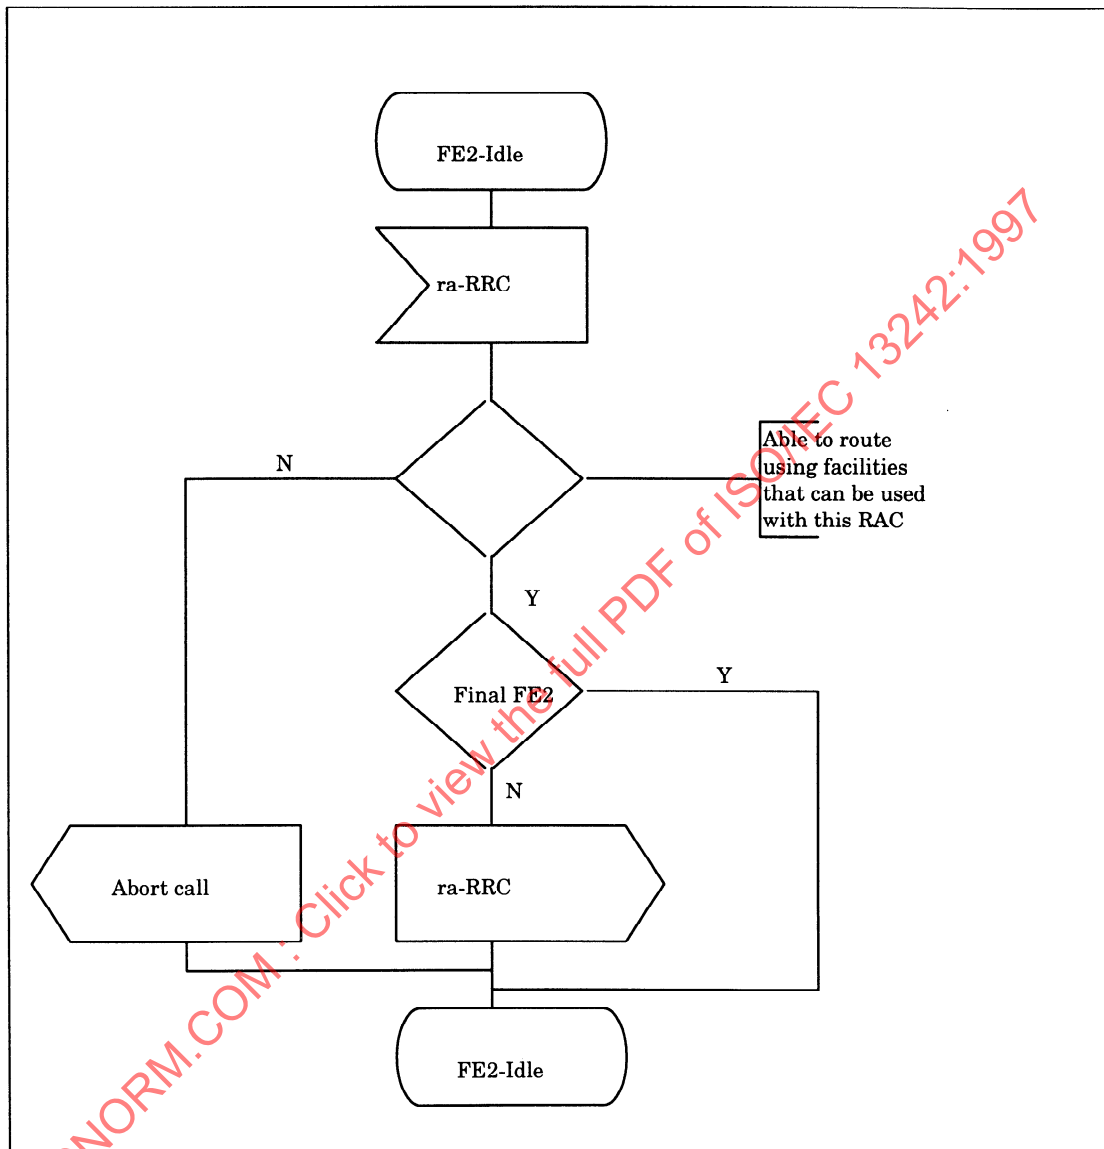 FE2-Idle
ra-RRC
N
Able to route
using facilities
that can be used
with this RAC
Y
Final FE2
Y
N
Abort call
ra-RRC
FE2-Idle
NORM.COM : Click to view the full PDF of ISO/IEC 13242:1997